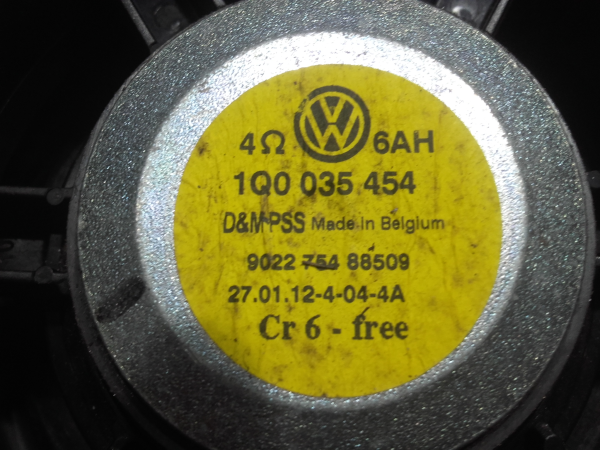 4Ω VW 6AH
1Q0 035 454
D&M PSS Made in Belgium
9022 754 88509
27.01.12-4-04-4A
Cr 6 - free